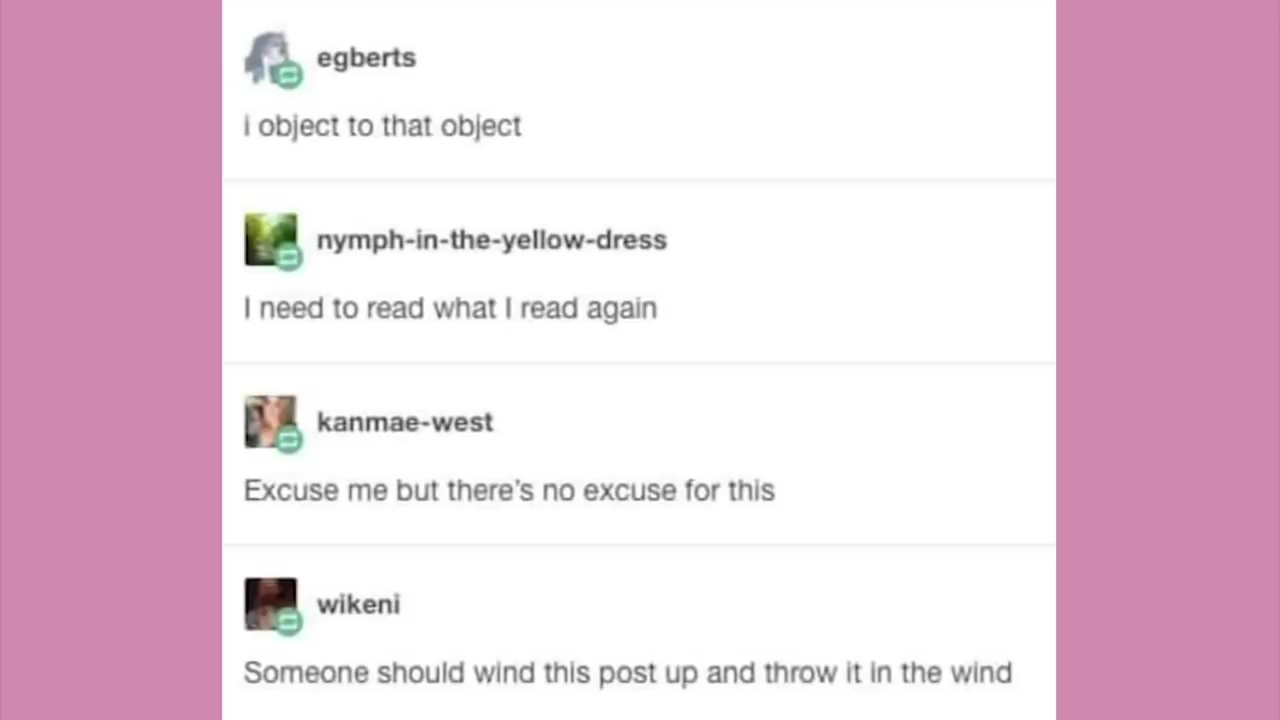 egberts
i object to that object
nymph-in-the-yellow-dress
I need to read what I read again
kanmae-west
Excuse me but there's no excuse for this
wikeni
Someone should wind this post up and throw it in the wind